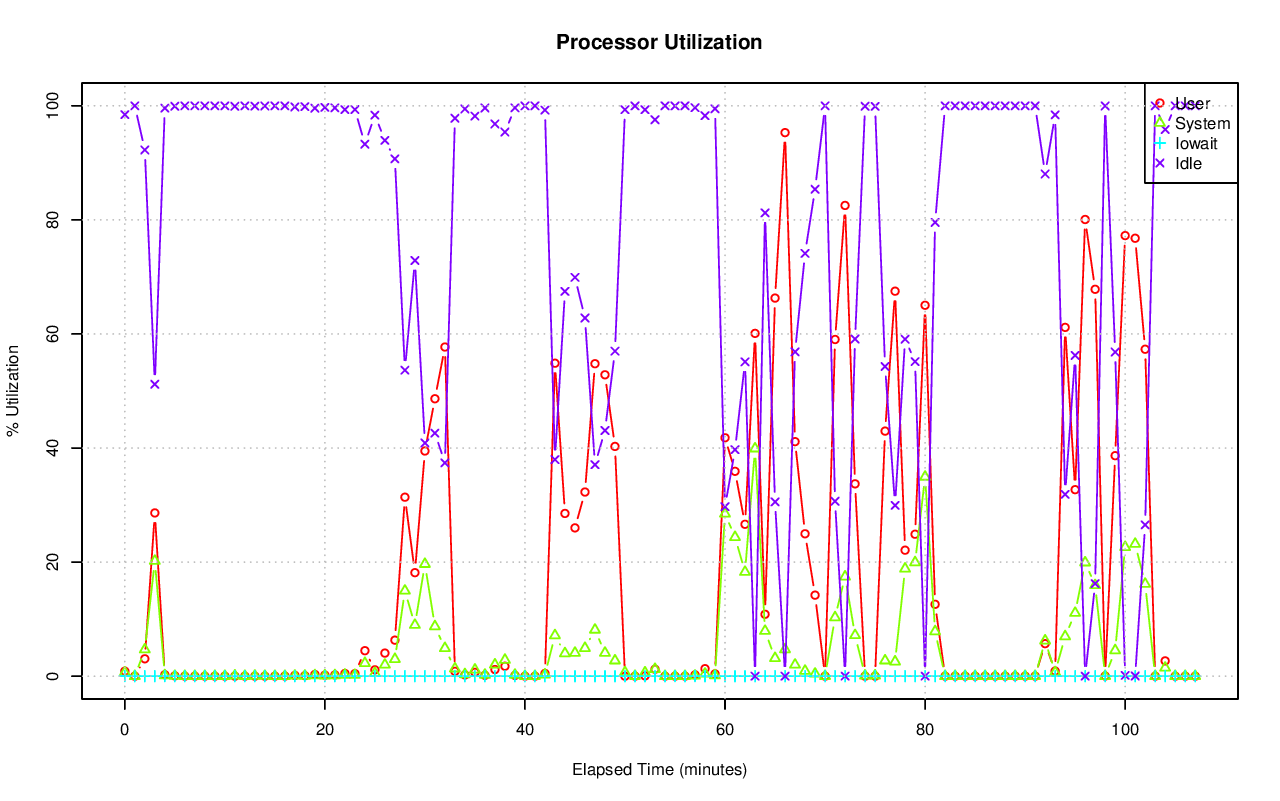 Processor Utilization
% Utilization
100
80
60
40
20
0
User
System
Iowait
Idle
0 20 40 60 80 100
Elapsed Time (minutes)